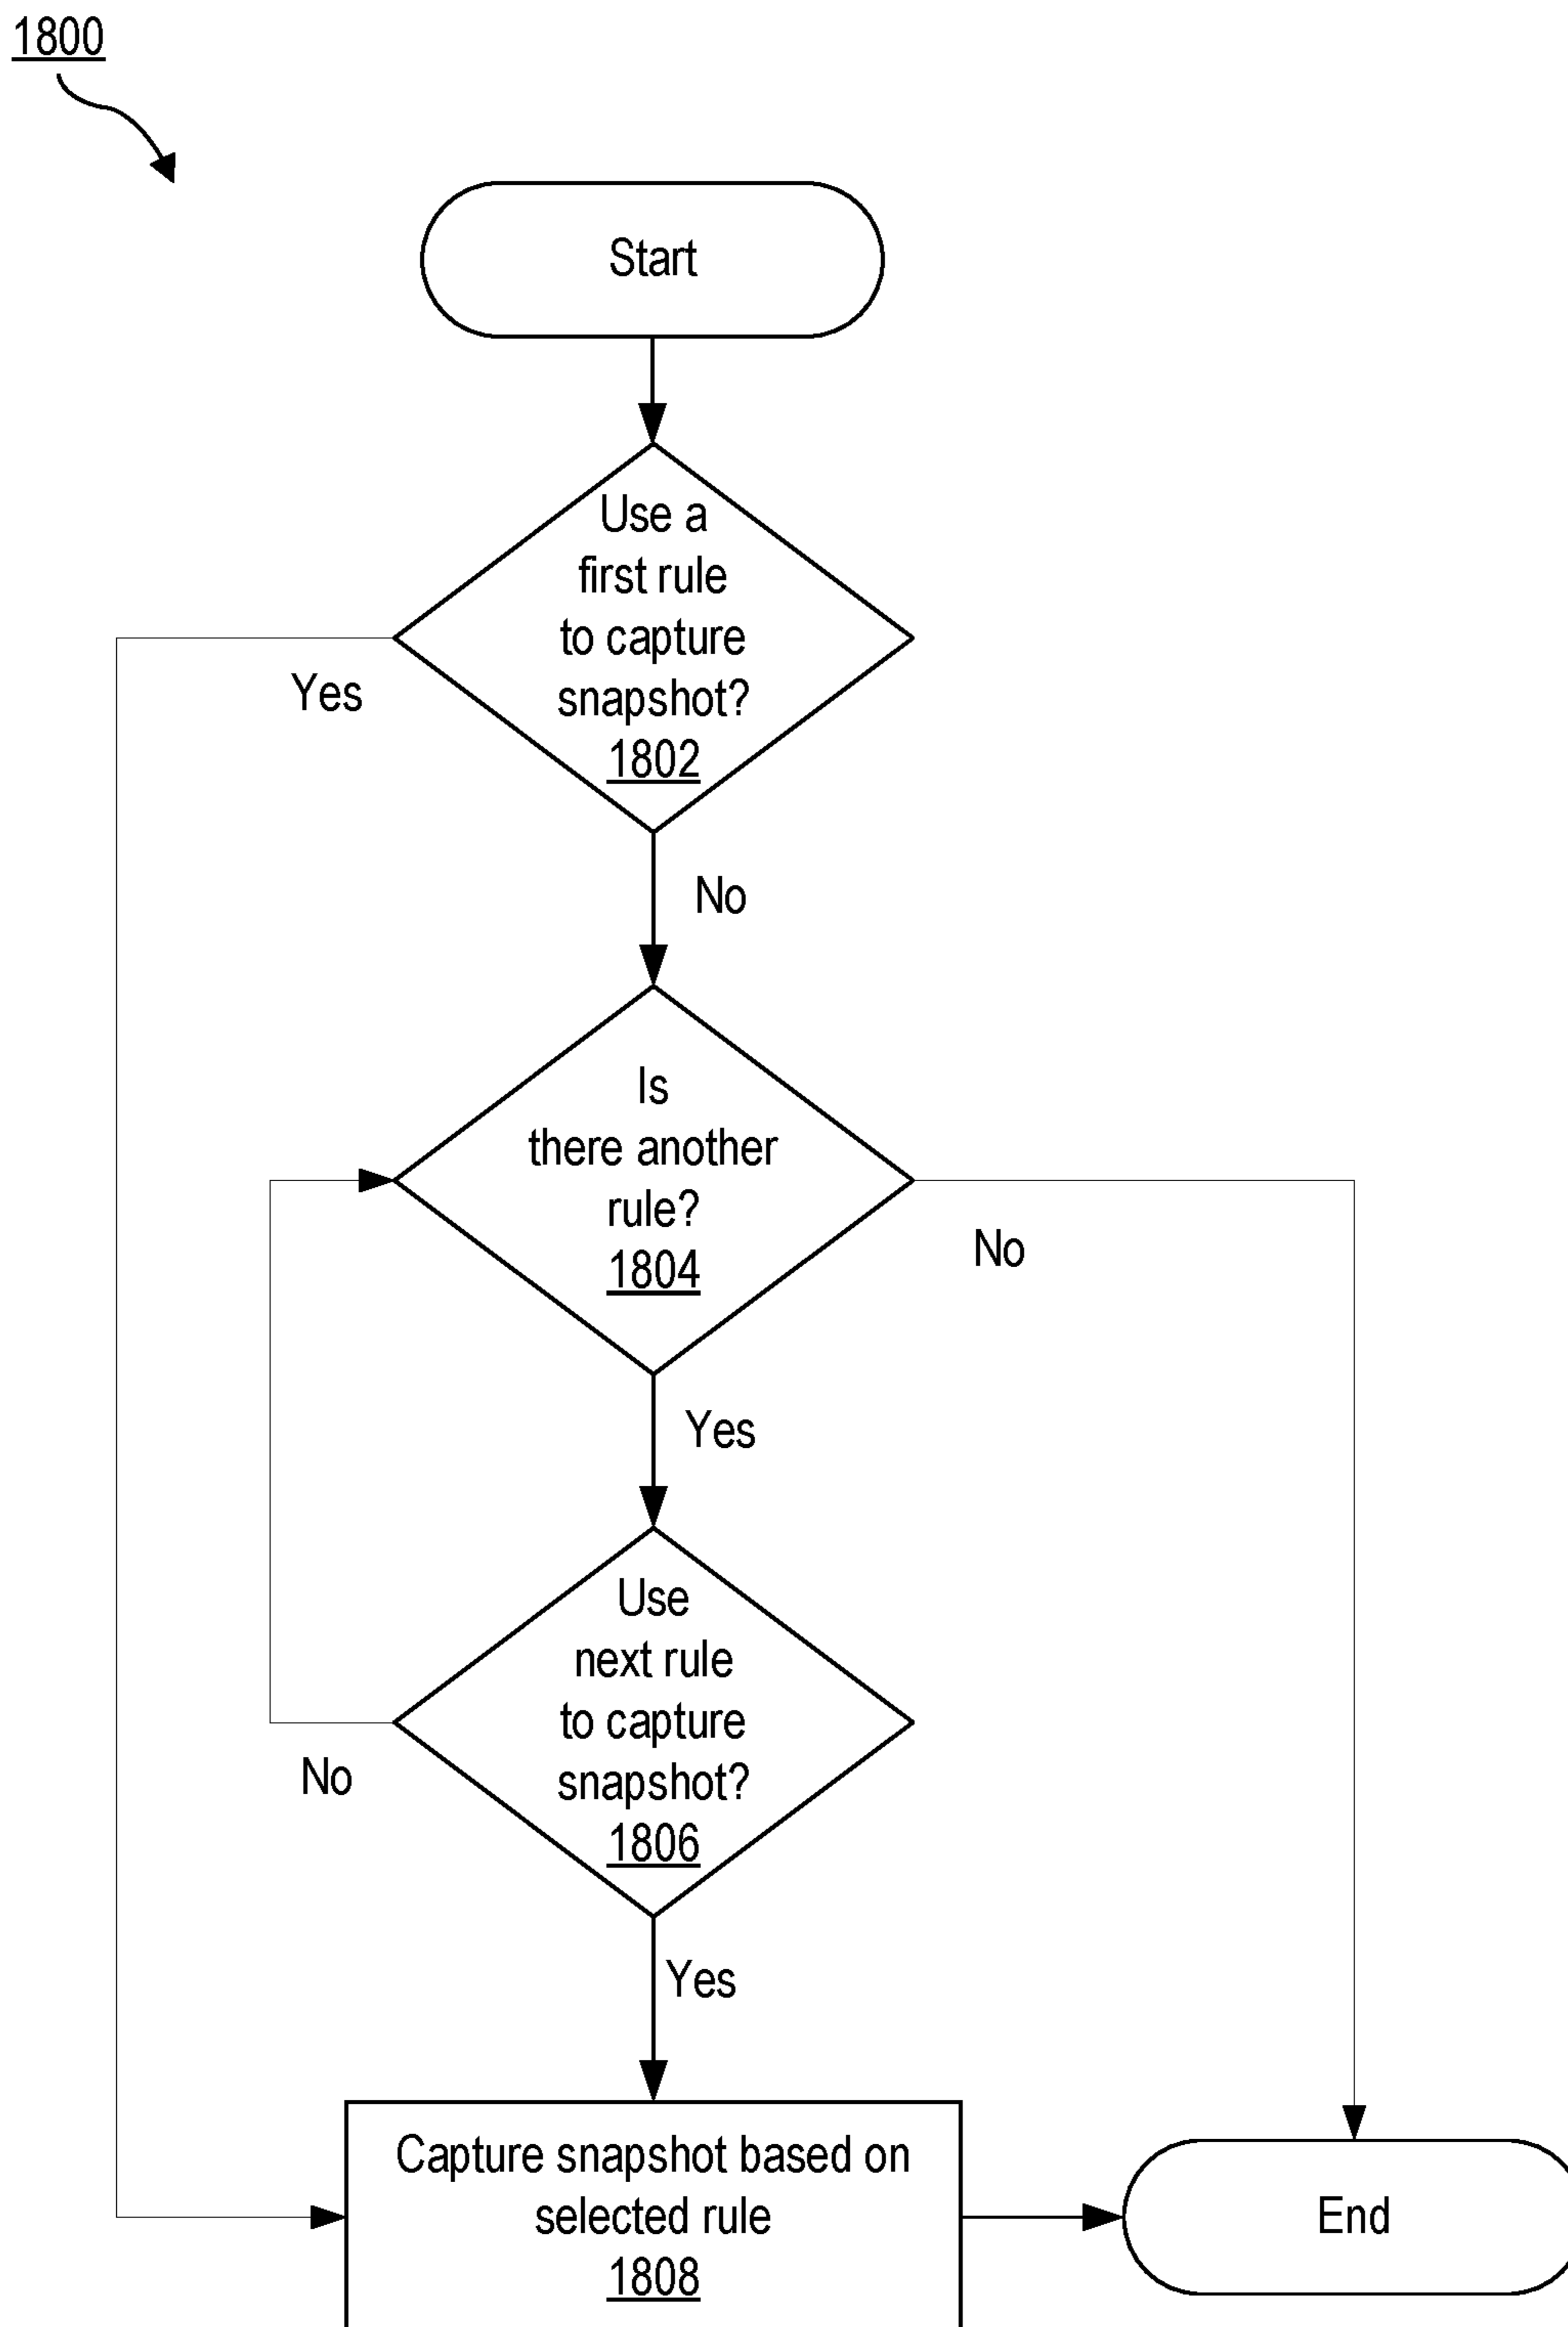 1800
Start
Use a
first rule
to capture
snapshot?
1802
Yes
No
Is
there another
rule?
1804
No
Yes
Use
next rule
to capture
snapshot?
1806
No
Yes
Capture snapshot based on
selected rule
1808
End